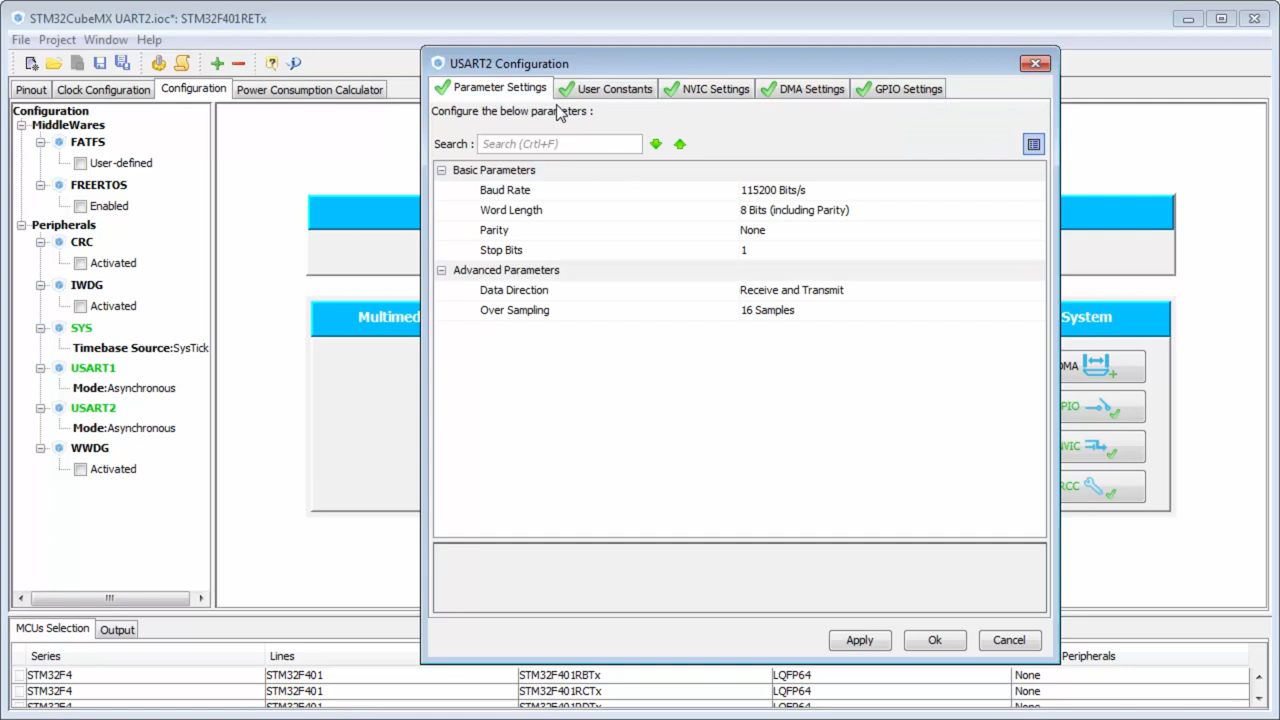 STM32CubeMX UART2.ioc*: STM32F401RETx
File Project Window Help
Pinout Clock Configuration Configuration Power Consumption Calculator
Configuration
MiddleWares
FATFS
User-defined
FREERTOS
Enabled
Peripherals
CRC
Activated
IWDG
Activated
SYS
Timebase Source:SysTick
USART1
Mode:Asynchronous
USART2
Mode:Asynchronous
WWDG
Activated
Multimed
USART2 Configuration
Parameter Settings User Constants NVIC Settings DMA Settings GPIO Settings
Configure the below parameters :
Search : Search (Crtl+F)
Basic Parameters
Baud Rate 115200 Bits/s
Word Length 8 Bits (including Parity)
Parity None
Stop Bits 1
Advanced Parameters
Data Direction Receive and Transmit
Over Sampling 16 Samples
Apply Ok Cancel
System
DMA
GPIO
NVIC
RCC
MCUs Selection Output
Series Lines Peripherals
STM32F4 STM32F401 STM32F401RBTx LQFP64 None
STM32F4 STM32F401 STM32F401RCTx LQFP64 None
STM32F4 STM32F401 STM32F401RDTx LQFP64 None